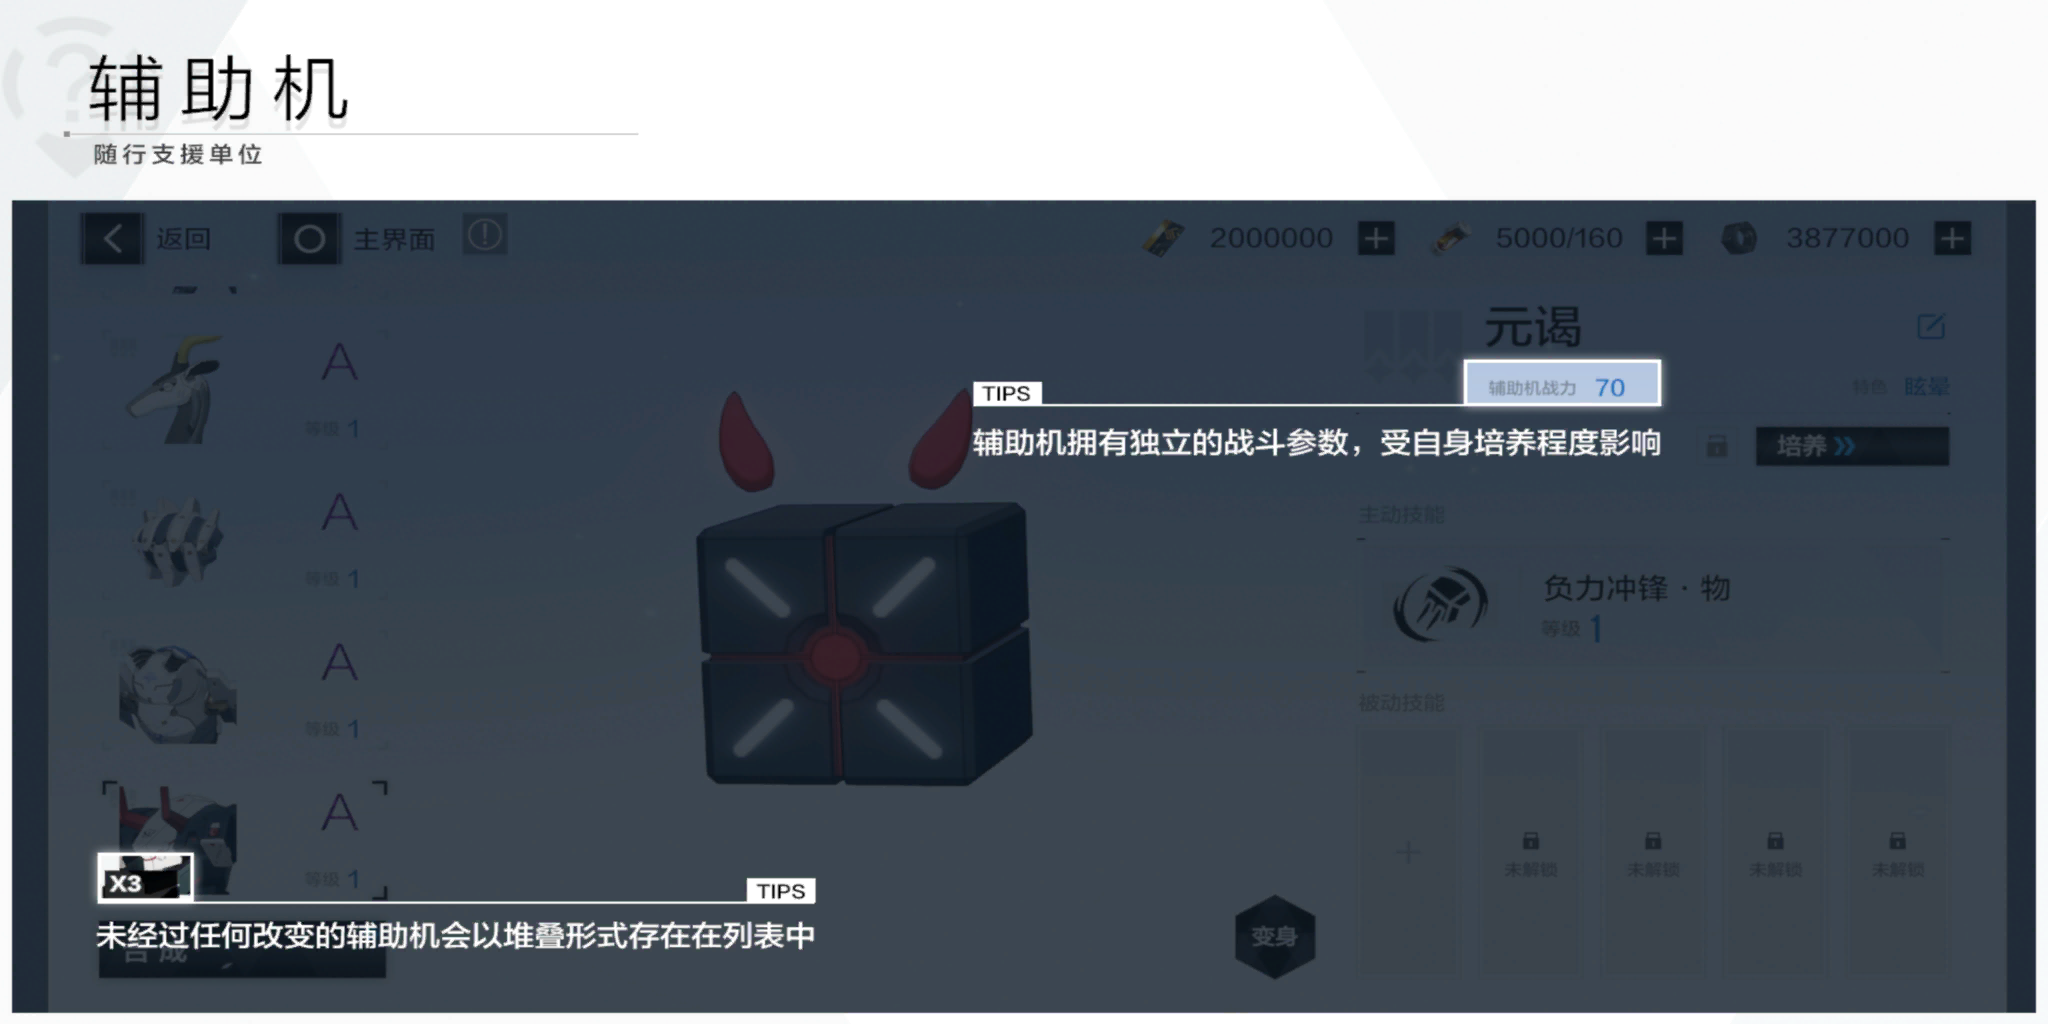 辅助机
随行支援单位
返回
主界面
2000000
5000/160
3877000
元谒
辅助机战力 70
特色 眩晕
TIPS
辅助机拥有独立的战斗参数，受自身培养程度影响
培养
A
等级 1
A
等级 1
A
等级 1
A
等级 1
主动技能
负力冲锋·物
等级 1
被动技能
未解锁
未解锁
未解锁
未解锁
X3
TIPS
未经过任何改变的辅助机会以堆叠形式存在在列表中
合成
变身